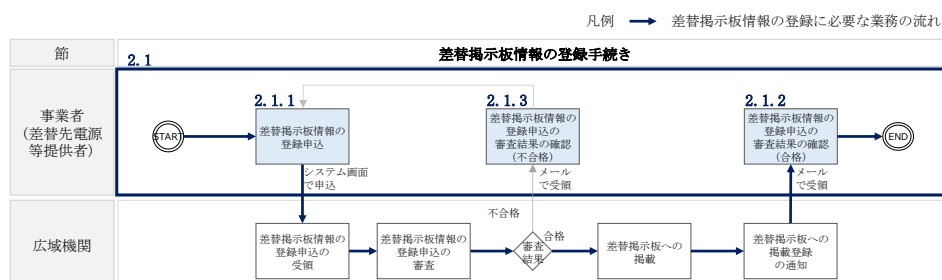 凡例 差替掲示板情報の登録に必要な業務の流れ
節
2.1
差替掲示板情報の登録手続き
事業者
(差替先電源
等提供者)
START
2.1.1
差替掲示板情報の
登録申込
システム画面
で申込
2.1.3
差替掲示板情報の
登録申込の
審査結果の確認
(不合格)
メール
で受領
2.1.2
差替掲示板情報の
登録申込の
審査結果の確認
(合格)
メール
で受領
END
広域機関
差替掲示板情報の
登録申込の
受領
差替掲示板情報の
登録申込の
審査
不合格
審査
結果
合格
差替掲示板への
掲載
差替掲示板への
掲載登録
の通知